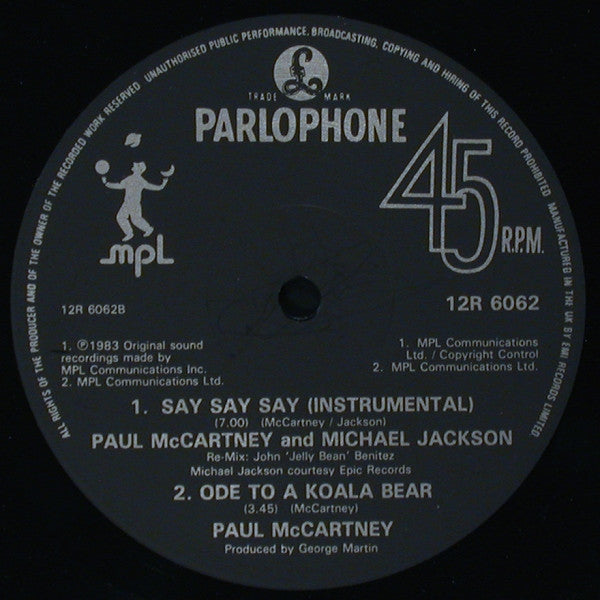 ALL RIGHTS OF THE PRODUCER AND OF THE OWNER OF THE RECORDED WORK RESERVED. UNAUTHORISED PUBLIC PERFORMANCE, BROADCASTING, COPYING AND HIRING OF THIS RECORD PROHIBITED. MANUFACTURED IN THE UK BY EMI RECORDS LIMITED.
£
TRADE MARK
PARLOPHONE
mpL
45
R.P.M.
12R 6062B
12R 6062
1. ℗1983 Original sound
recordings made by
MPL Communications Inc.
2. MPL Communications Ltd.
1. MPL Communications
Ltd. / Copyright Control
2. MPL Communications Ltd.
1. SAY SAY SAY (INSTRUMENTAL)
(7.00) (McCartney / Jackson)
PAUL McCARTNEY and MICHAEL JACKSON
Re-Mix: John 'Jelly Bean' Benitez
Michael Jackson courtesy Epic Records
2. ODE TO A KOALA BEAR
(3.45) (McCartney)
PAUL McCARTNEY
Produced by George Martin